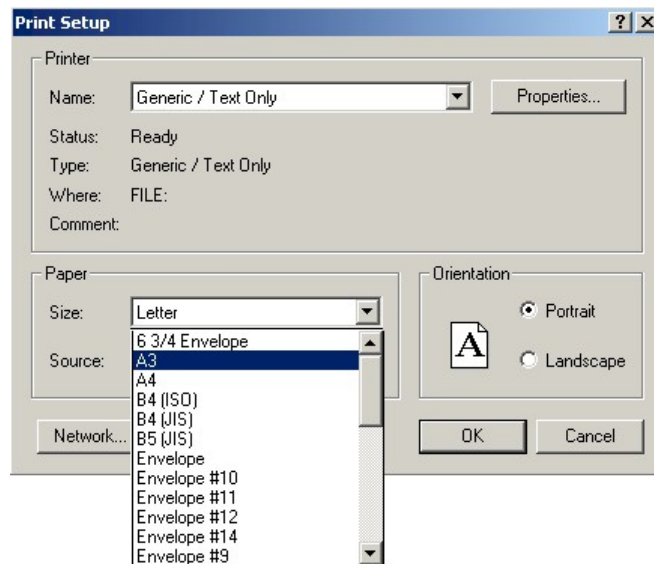 Print Setup
Printer
Name: Generic / Text Only Properties...
Status: Ready
Type: Generic / Text Only
Where: FILE:
Comment:
Paper
Size: Letter
6 3/4 Envelope
Source: A3
A4
B4 (ISO)
B4 (JIS)
B5 (JIS)
Envelope
Envelope #10
Envelope #11
Envelope #12
Envelope #14
Envelope #9
Orientation
A
Portrait
Landscape
Network... OK Cancel